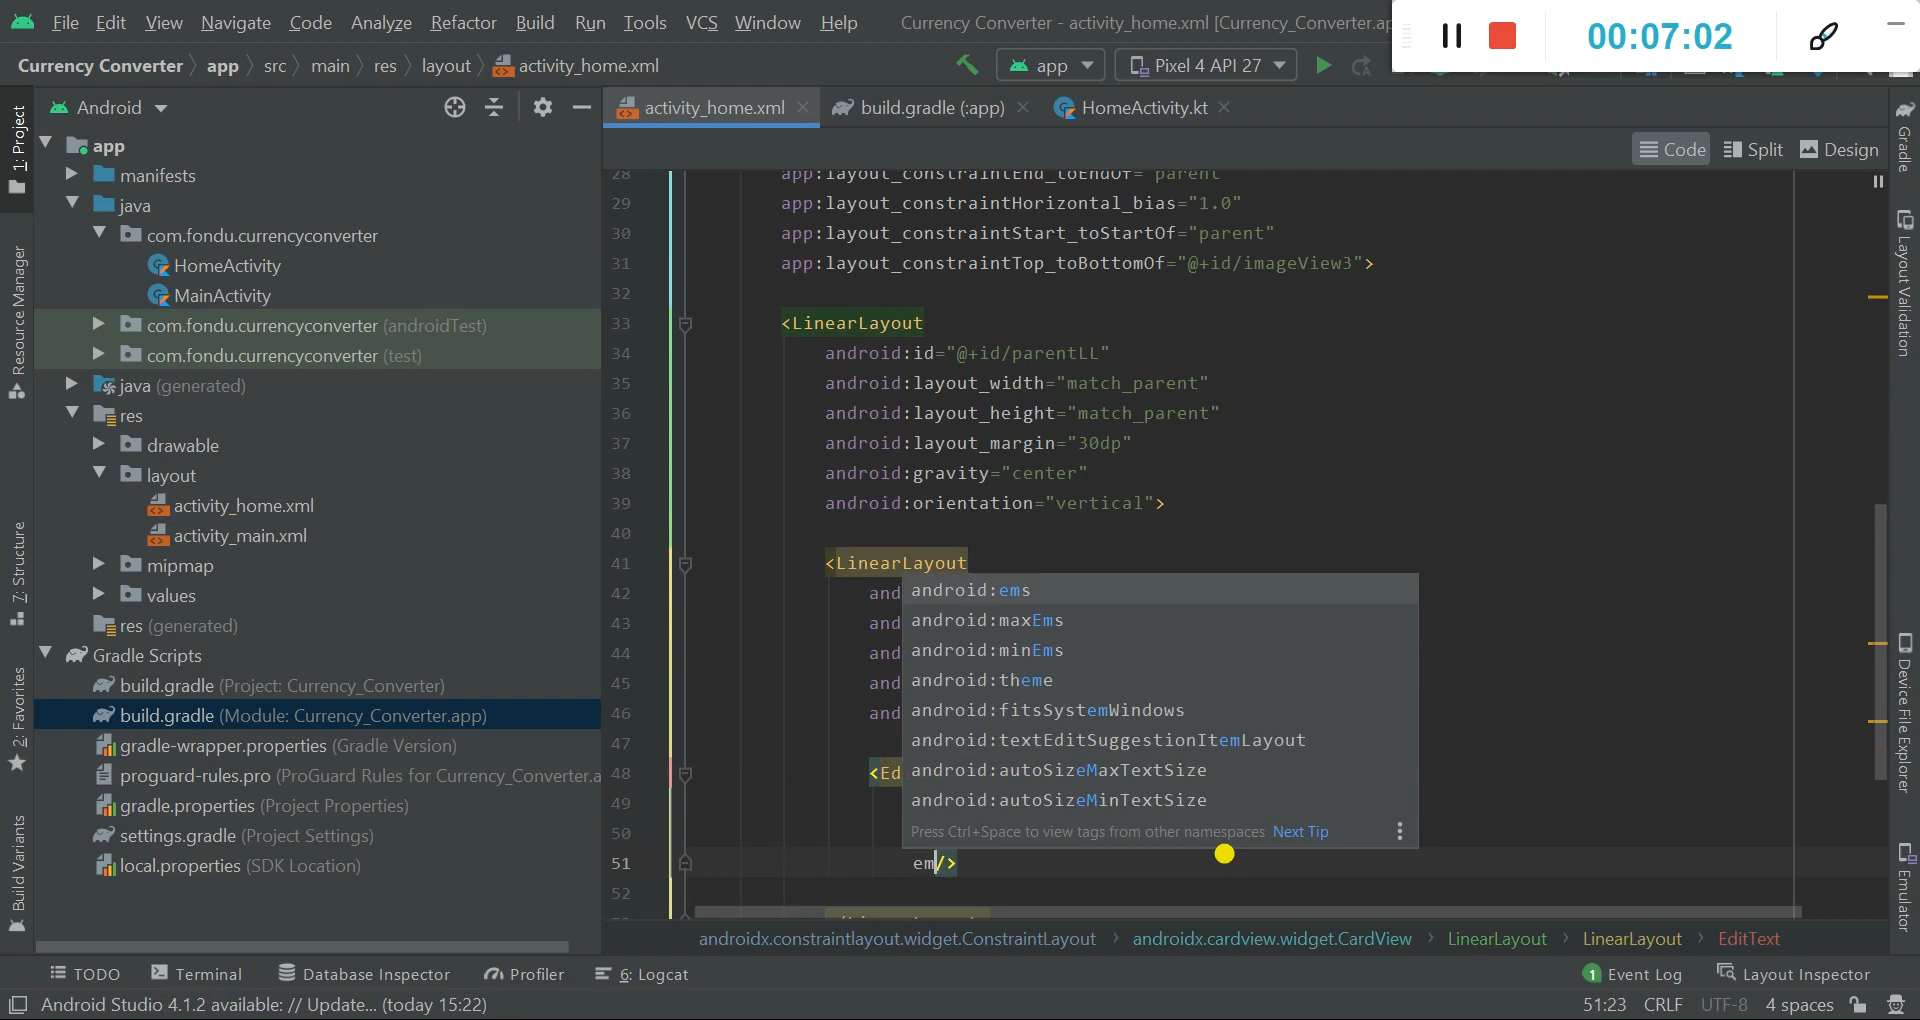 File Edit View Navigate Code Analyze Refactor Build Run Tools VCS Window Help Currency Converter - activity_home.xml [Currency_Converter.ap
00:07:02
Currency Converter app src main res layout activity_home.xml app Pixel 4 API 27
Android activity_home.xml build.gradle (:app) HomeActivity.kt
Code Split Design
1: Project
Resource Manager
7: Structure
2: Favorites
Build Variants
app
manifests
java
com.fondu.currencyconverter
HomeActivity
MainActivity
com.fondu.currencyconverter (androidTest)
com.fondu.currencyconverter (test)
java (generated)
res
drawable
layout
activity_home.xml
activity_main.xml
mipmap
values
res (generated)
Gradle Scripts
build.gradle (Project: Currency_Converter)
build.gradle (Module: Currency_Converter.app)
gradle-wrapper.properties (Gradle Version)
proguard-rules.pro (ProGuard Rules for Currency_Converter.a
gradle.properties (Project Properties)
settings.gradle (Project Settings)
local.properties (SDK Location)
28 app:layout_constraintEnd_toEndOf="parent"
29 app:layout_constraintHorizontal_bias="1.0"
30 app:layout_constraintStart_toStartOf="parent"
31 app:layout_constraintTop_toBottomOf="@+id/imageView3">
32
33 <LinearLayout
34 android:id="@+id/parentLL"
35 android:layout_width="match_parent"
36 android:layout_height="match_parent"
37 android:layout_margin="30dp"
38 android:gravity="center"
39 android:orientation="vertical">
40
41 <LinearLayout
42 and
43 and
44 and
45 and
46 and
47
48 <Ed
49
50
51 em/>
52
android:ems
android:maxEms
android:minEms
android:theme
android:fitsSystemWindows
android:textEditSuggestionItemLayout
android:autoSizeMaxTextSize
android:autoSizeMinTextSize
Press Ctrl+Space to view tags from other namespaces Next Tip
Gradle
Layout Validation
Device File Explorer
Emulator
androidx.constraintlayout.widget.ConstraintLayout androidx.cardview.widget.CardView LinearLayout LinearLayout EditText
TODO Terminal Database Inspector Profiler 6: Logcat 1 Event Log Layout Inspector
Android Studio 4.1.2 available: // Update... (today 15:22) 51:23 CRLF UTF-8 4 spaces